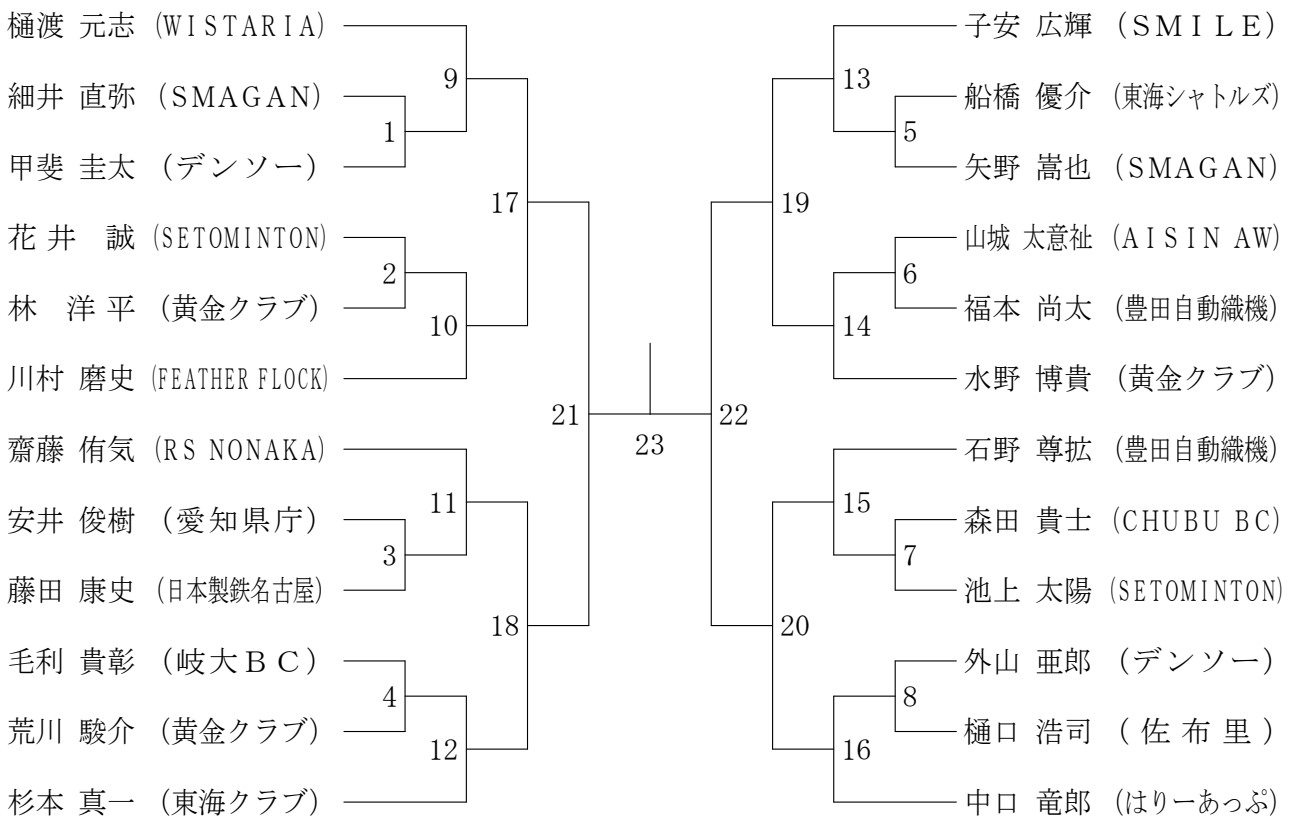 樋渡 元志 (WISTARIA)
細井 直弥 (SMAGAN)
甲斐 圭太 (デンソー)
花井 誠 (SETOMINTON)
林 洋平 (黄金クラブ)
川村 磨史 (FEATHER FLOCK)
齋藤 侑気 (RS NONAKA)
安井 俊樹 (愛知県庁)
藤田 康史 (日本製鉄名古屋)
毛利 貴彰 (岐大BC)
荒川 駿介 (黄金クラブ)
杉本 真一 (東海クラブ)
1
2
3
4
9
10
11
12
17
18
21
23
22
19
20
13
14
15
16
5
6
7
8
子安 広輝 (SMILE)
船橋 優介 (東海シャトルズ)
矢野 嵩也 (SMAGAN)
山城 太意祉 (AISIN AW)
福本 尚太 (豊田自動織機)
水野 博貴 (黄金クラブ)
石野 尊拡 (豊田自動織機)
森田 貴士 (CHUBU BC)
池上 太陽 (SETOMINTON)
外山 亜郎 (デンソー)
樋口 浩司 (佐布里)
中口 竜郎 (はりーあっぷ)